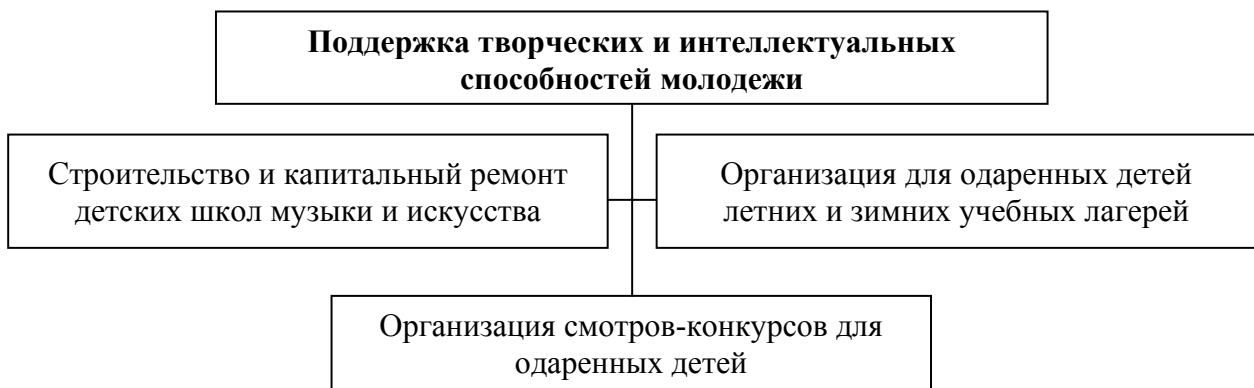 Поддержка творческих и интеллектуальных
способностей молодежи
Строительство и капитальный ремонт
детских школ музыки и искусства
Организация для одаренных детей
летних и зимних учебных лагерей
Организация смотров-конкурсов для
одаренных детей